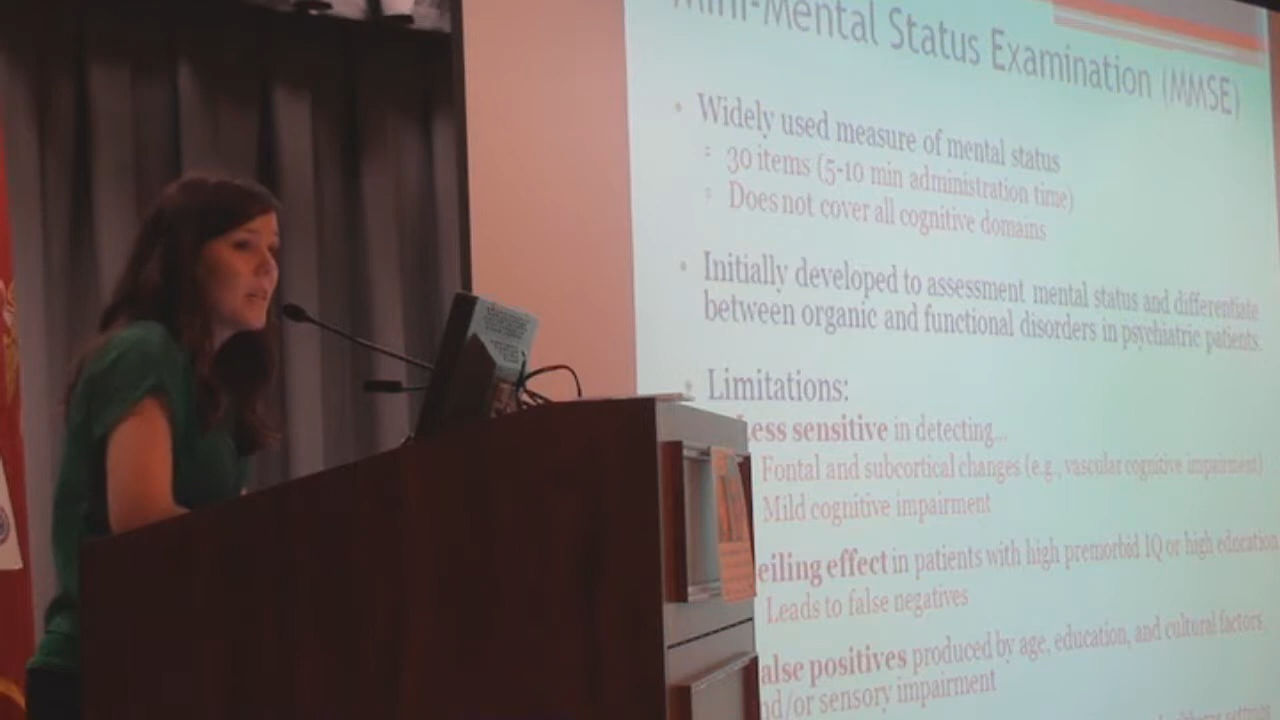 Mini-Mental Status Examination (MMSE)
Widely used measure of mental status
30 items (5-10 min administration time)
Does not cover all cognitive domains
Initially developed to assessment mental status and differentiate
between organic and functional disorders in psychiatric patients.
Limitations:
ess sensitive in detecting...
Fontal and subcortical changes (e.g., vascular cognitive impairment)
Mild cognitive impairment
eiling effect in patients with high premorbid IQ or high education
Leads to false negatives
alse positives produced by age, education, and cultural factors
nd/or sensory impairment